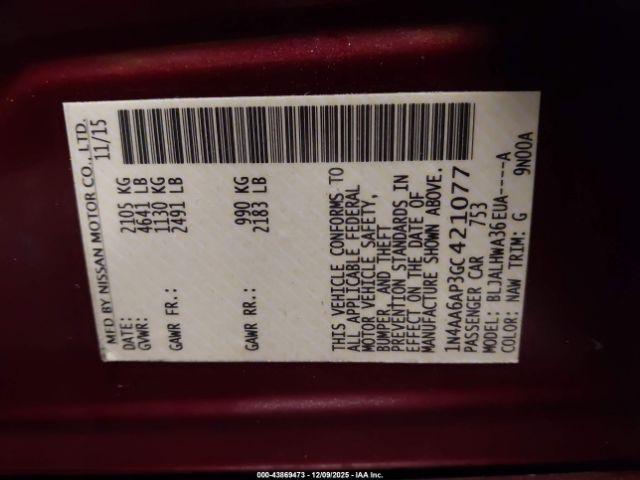 MFD BY NISSAN MOTOR CO., LTD.
DATE: 11/15
GVWR: 2105 KG
4641 LB
GAWR FR.: 1130 KG
2491 LB
GAWR RR.: 990 KG
2183 LB
THIS VEHICLE CONFORMS TO
ALL APPLICABLE FEDERAL
MOTOR VEHICLE SAFETY,
BUMPER, AND THEFT
PREVENTION STANDARDS IN
EFFECT ON THE DATE OF
MANUFACTURE SHOWN ABOVE.
1N4AA6AP3GC421077
PASSENGER CAR 753
MODEL: BLJALHWA36EUA----A
COLOR: NAW TRIM: G 9N00A
000-43869473 - 12/09/2025 - IAA Inc.